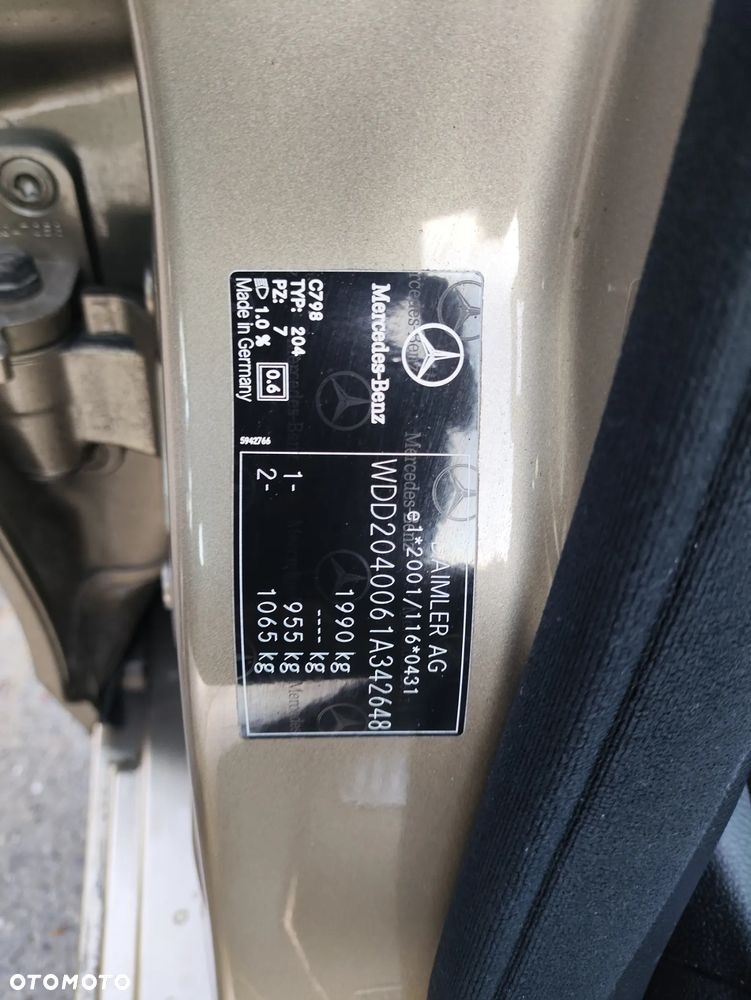 Mercedes-Benz
C798
TYP: 204
PZ: 7
1.0 %
Made in Germany
0.6
5942766
DAIMLER AG
e1*2001/116*0431
WDD2040061A342648
1990 kg
---- kg
1- 955 kg
2- 1065 kg
OTOMOTO